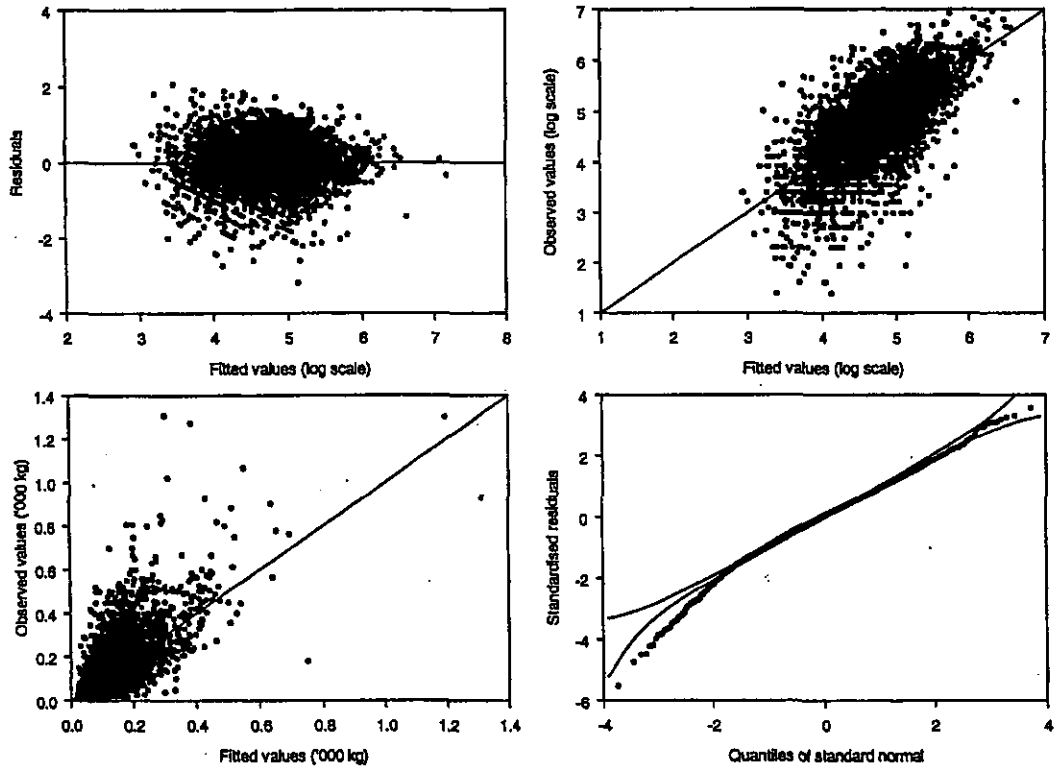 4
2
0
-2
-4
Residuals
2 3 4 5 6 7 8
Fitted values (log scale)
7
6
5
4
3
2
1
Observed values (log scale)
1 2 3 4 5 6 7
Fitted values (log scale)
1.4
1.2
1.0
0.8
0.6
0.4
0.2
0.0
Observed values ('000 kg)
0.0 0.2 0.4 0.6 0.8 1.0 1.2 1.4
Fitted values ('000 kg)
4
2
0
-2
-4
-6
Standardised residuals
-4 -2 0 2 4
Quantiles of standard normal